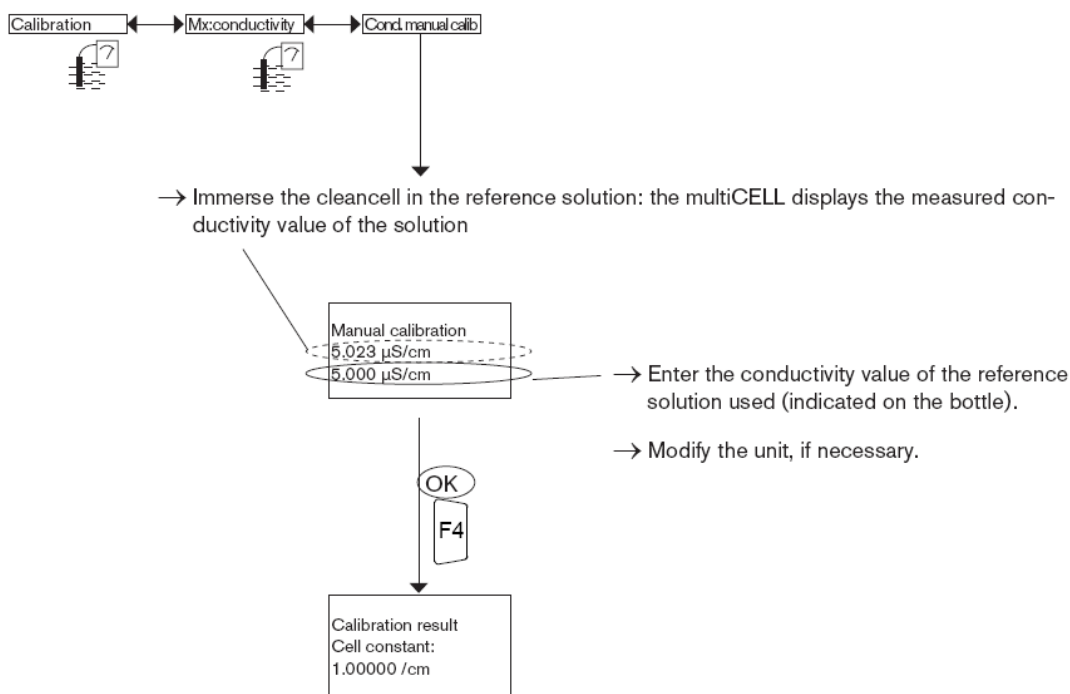 Calibration
Mx:conductivity
Cond. manual calib
→ Immerse the cleancell in the reference solution: the multiCELL displays the measured con-
ductivity value of the solution
Manual calibration
5.023 µS/cm
5.000 µS/cm
→ Enter the conductivity value of the reference
solution used (indicated on the bottle).
→ Modify the unit, if necessary.
OK
F4
Calibration result
Cell constant:
1.00000 /cm